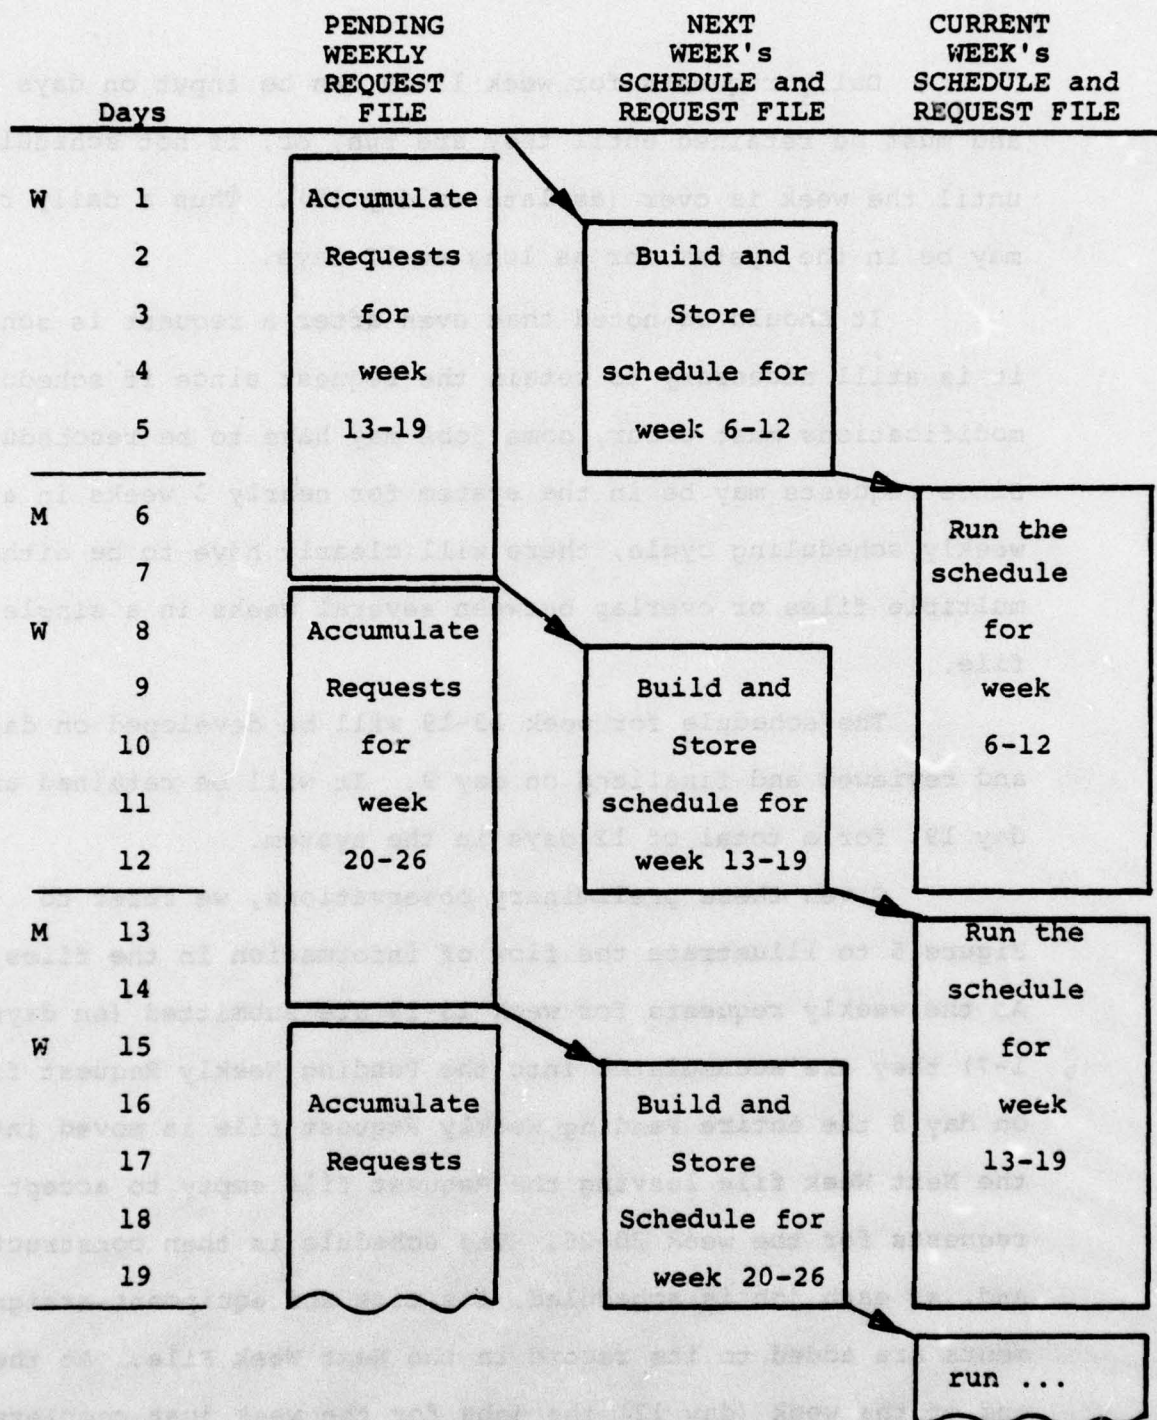 PENDING
WEEKLY
REQUEST
FILE
NEXT
WEEK's
SCHEDULE and
REQUEST FILE
CURRENT
WEEK's
SCHEDULE and
REQUEST FILE
Days
W 1
2
3
4
5
M 6
7
W 8
9
10
11
12
M 13
14
W 15
16
17
18
19
Accumulate
Requests
for
week
13-19
Accumulate
Requests
for
week
20-26
Accumulate
Requests
Build and
Store
schedule for
week 6-12
Build and
Store
schedule for
week 13-19
Build and
Store
Schedule for
week 20-26
Run the
schedule
for
week
6-12
Run the
schedule
for
week
13-19
run ...